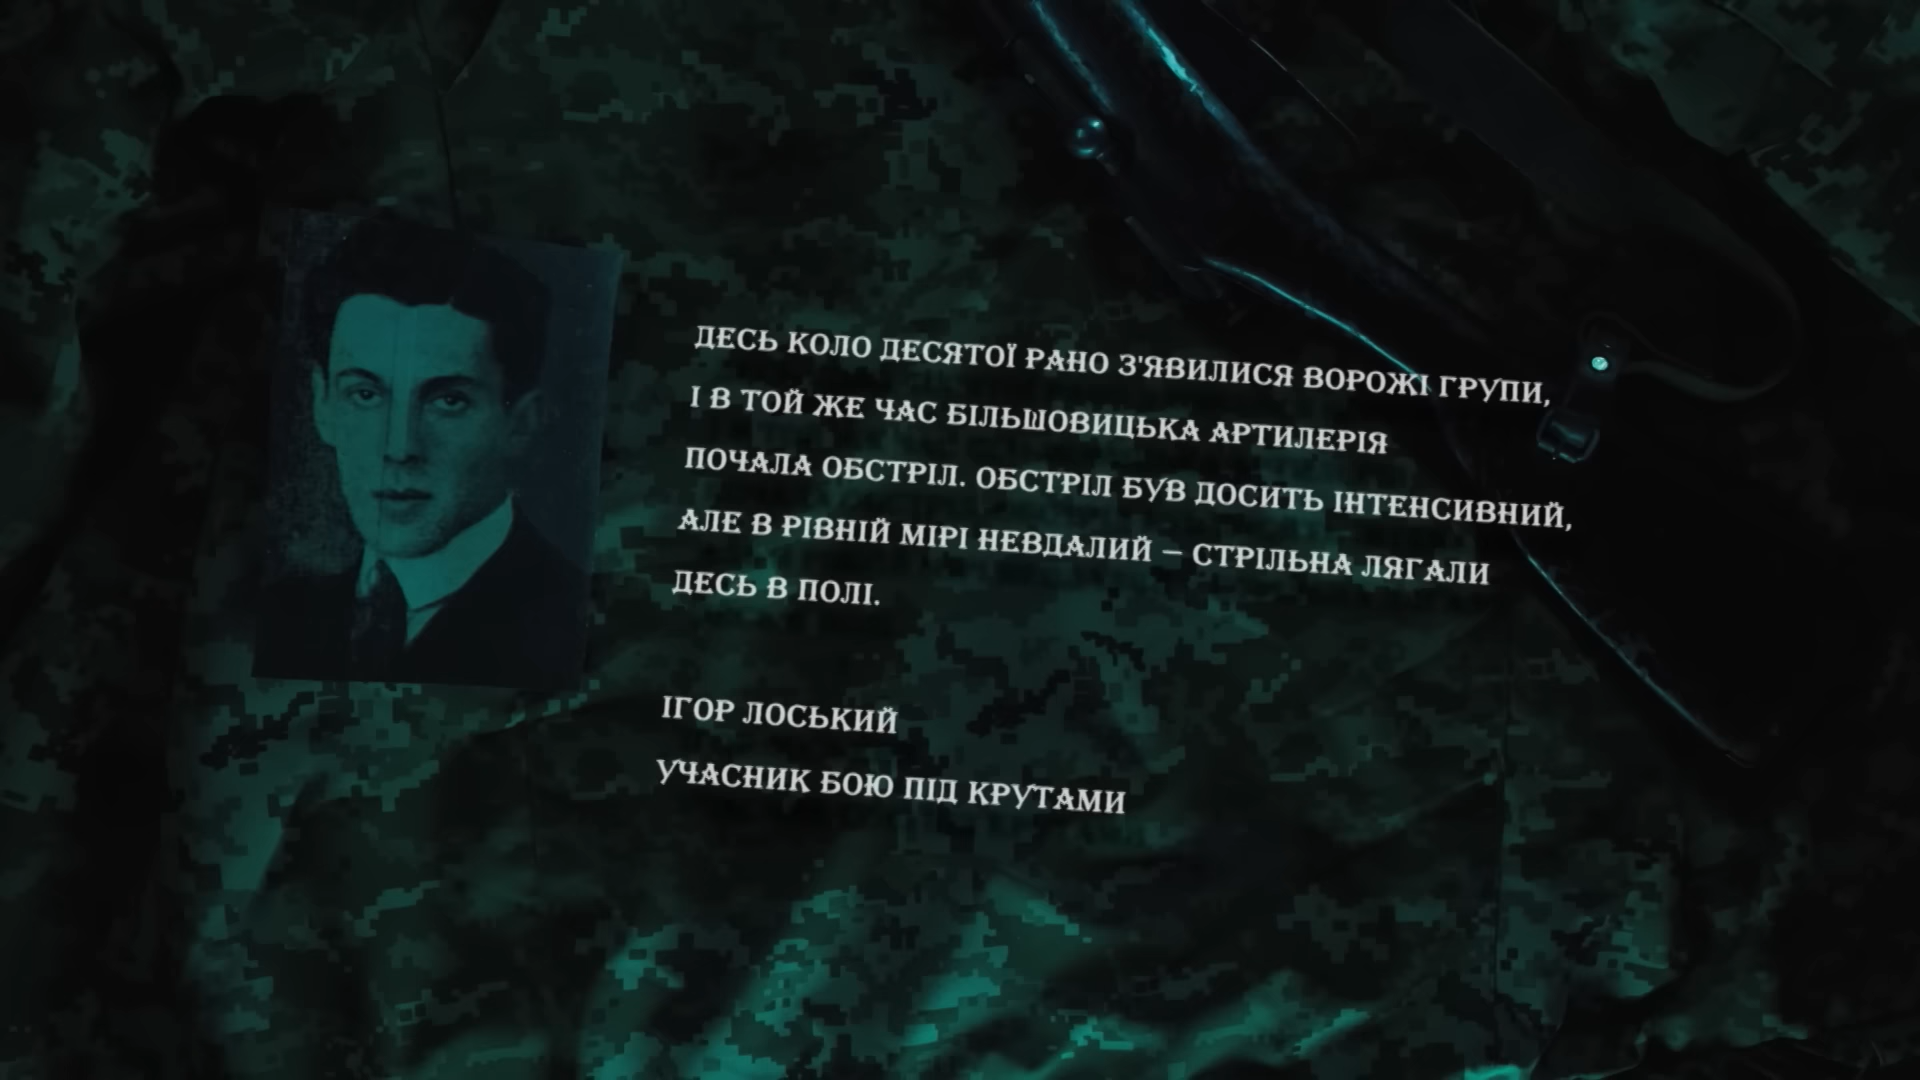 ДЕСЬ КОЛО ДЕСЯТОЇ РАНО З'ЯВИЛИСЯ ВОРОЖІ ГРУПИ,
І В ТОЙ ЖЕ ЧАС БІЛЬШОВИЦЬКА АРТИЛЕРІЯ
ПОЧАЛА ОБСТРІЛ. ОБСТРІЛ БУВ ДОСИТЬ ІНТЕНСИВНИЙ,
АЛЕ В РІВНІЙ МІРІ НЕВДАЛИЙ – СТРІЛЬНА ЛЯГАЛИ
ДЕСЬ В ПОЛІ.
ІГОР ЛОСЬКИЙ
УЧАСНИК БОЮ ПІД КРУТАМИ